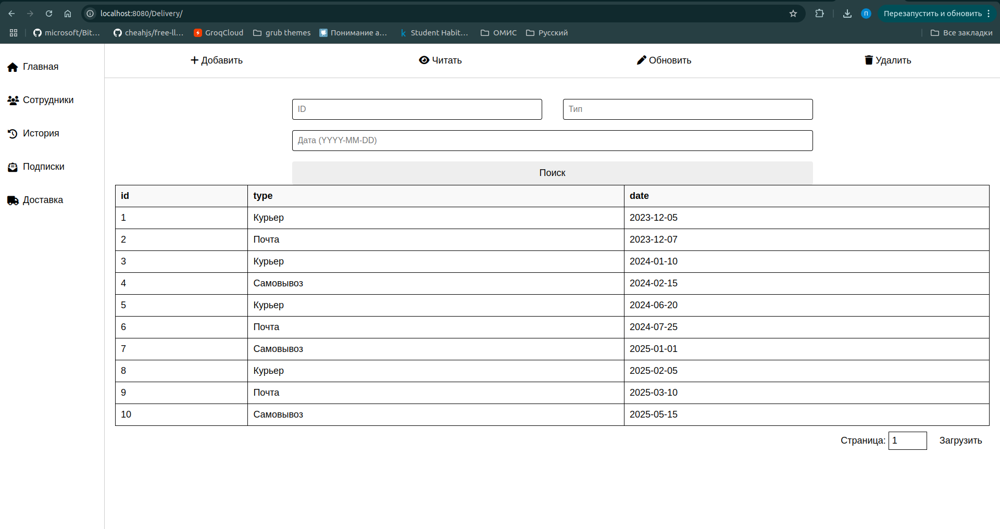 localhost:8080/Delivery/
П
Перезапустить и обновить
microsoft/Bit...
cheahjs/free-ll...
GroqCloud
grub themes
Понимание а...
Student Habit...
ОМИС
Русский
Все закладки
Главная
Сотрудники
История
Подписки
Доставка
Добавить
Читать
Обновить
Удалить
ID
Тип
Дата (YYYY-MM-DD)
Поиск
id type date
1 Курьер 2023-12-05
2 Почта 2023-12-07
3 Курьер 2024-01-10
4 Самовывоз 2024-02-15
5 Курьер 2024-06-20
6 Почта 2024-07-25
7 Самовывоз 2025-01-01
8 Курьер 2025-02-05
9 Почта 2025-03-10
10 Самовывоз 2025-05-15
Страница: 1 Загрузить